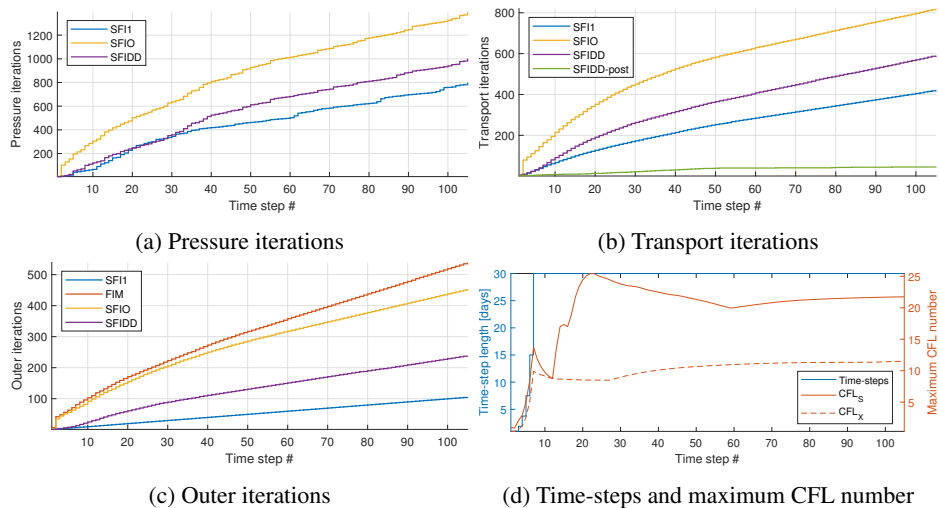 SFI1
SFIO
SFIDD
Pressure iterations
1200
1000
800
600
400
200
10 20 30 40 50 60 70 80 90 100
Time step #
(a) Pressure iterations
SFI1
SFIO
SFIDD
SFIDD-post
Transport iterations
800
600
400
200
10 20 30 40 50 60 70 80 90 100
Time step #
(b) Transport iterations
SFI1
FIM
SFIO
SFIDD
Outer iterations
500
400
300
200
100
10 20 30 40 50 60 70 80 90 100
Time step #
(c) Outer iterations
Time-step length [days]
30
25
20
15
10
5
Maximum CFL number
25
20
15
10
5
Time-steps
CFL_S
CFL_X
10 20 30 40 50 60 70 80 90 100
Time step #
(d) Time-steps and maximum CFL number